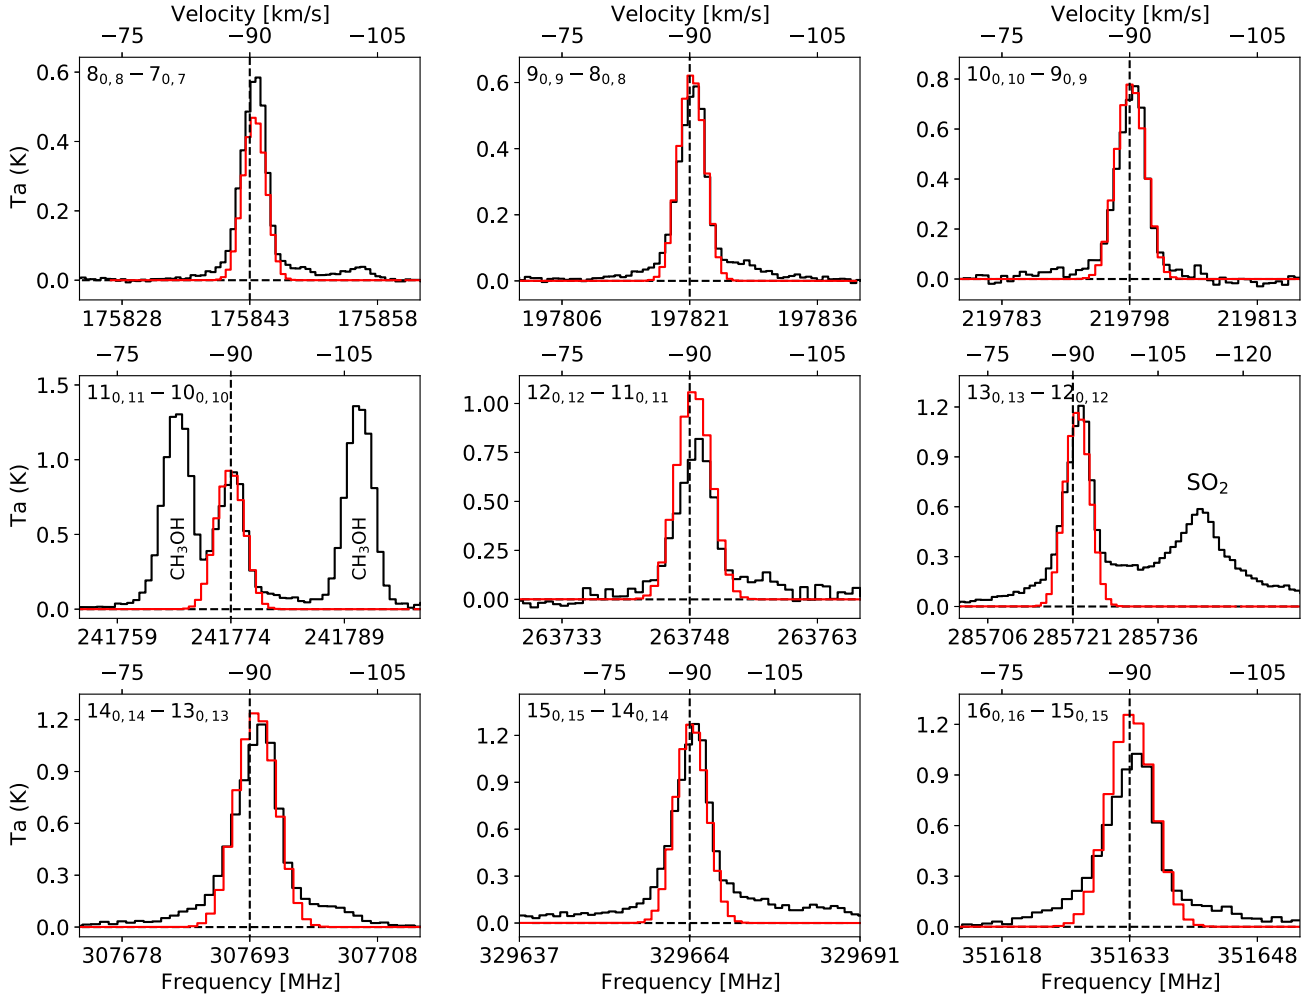 Velocity [km/s] Velocity [km/s] Velocity [km/s]
−75 −90 −105 −75 −90 −105 −75 −90 −105
8₀,₈ − 7₀,₇ 9₀,₉ − 8₀,₈ 10₀,₁₀ − 9₀,₉
Ta (K)
0.6
0.4
0.2
0.0
0.6
0.4
0.2
0.0
0.8
0.6
0.4
0.2
0.0
175828 175843 175858 197806 197821 197836 219783 219798 219813
−75 −90 −105 −75 −90 −105 −75 −90 −105 −120
11₀,₁₁ − 10₀,₁₀ 12₀,₁₂ − 11₀,₁₁ 13₀,₁₃ − 12₀,₁₂
Ta (K)
1.5
1.0
0.5
0.0
CH₃OH
CH₃OH
1.00
0.75
0.50
0.25
0.00
1.2
0.9
0.6
0.3
0.0
SO₂
241759 241774 241789 263733 263748 263763 285706 285721 285736
−75 −90 −105 −75 −90 −105 −75 −90 −105
14₀,₁₄ − 13₀,₁₃ 15₀,₁₅ − 14₀,₁₄ 16₀,₁₆ − 15₀,₁₅
Ta (K)
1.2
0.9
0.6
0.3
0.0
1.2
0.9
0.6
0.3
0.0
1.2
0.9
0.6
0.3
0.0
307678 307693 307708 329637 329664 329691 351618 351633 351648
Frequency [MHz] Frequency [MHz] Frequency [MHz]